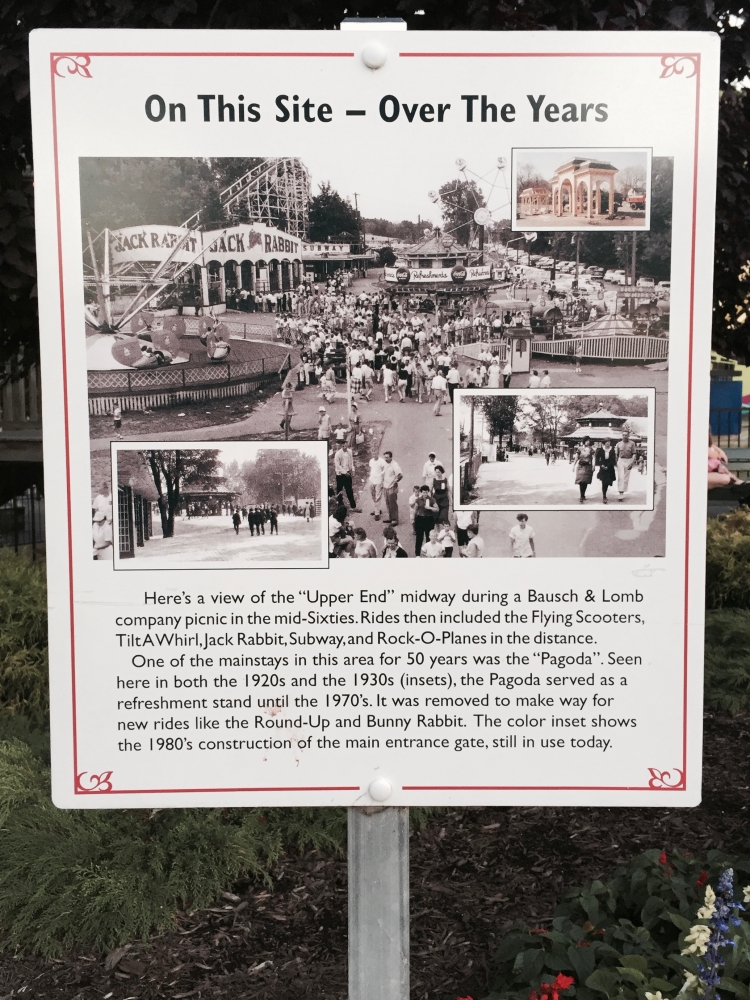 On This Site – Over The Years
JACK RABBIT
JACK RABBIT
SUBWAY
Refreshments
Here's a view of the "Upper End" midway during a Bausch & Lomb
company picnic in the mid-Sixties. Rides then included the Flying Scooters,
TiltAWhirl, Jack Rabbit, Subway, and Rock-O-Planes in the distance.
One of the mainstays in this area for 50 years was the "Pagoda". Seen
here in both the 1920s and the 1930s (insets), the Pagoda served as a
refreshment stand until the 1970's. It was removed to make way for
new rides like the Round-Up and Bunny Rabbit. The color inset shows
the 1980's construction of the main entrance gate, still in use today.